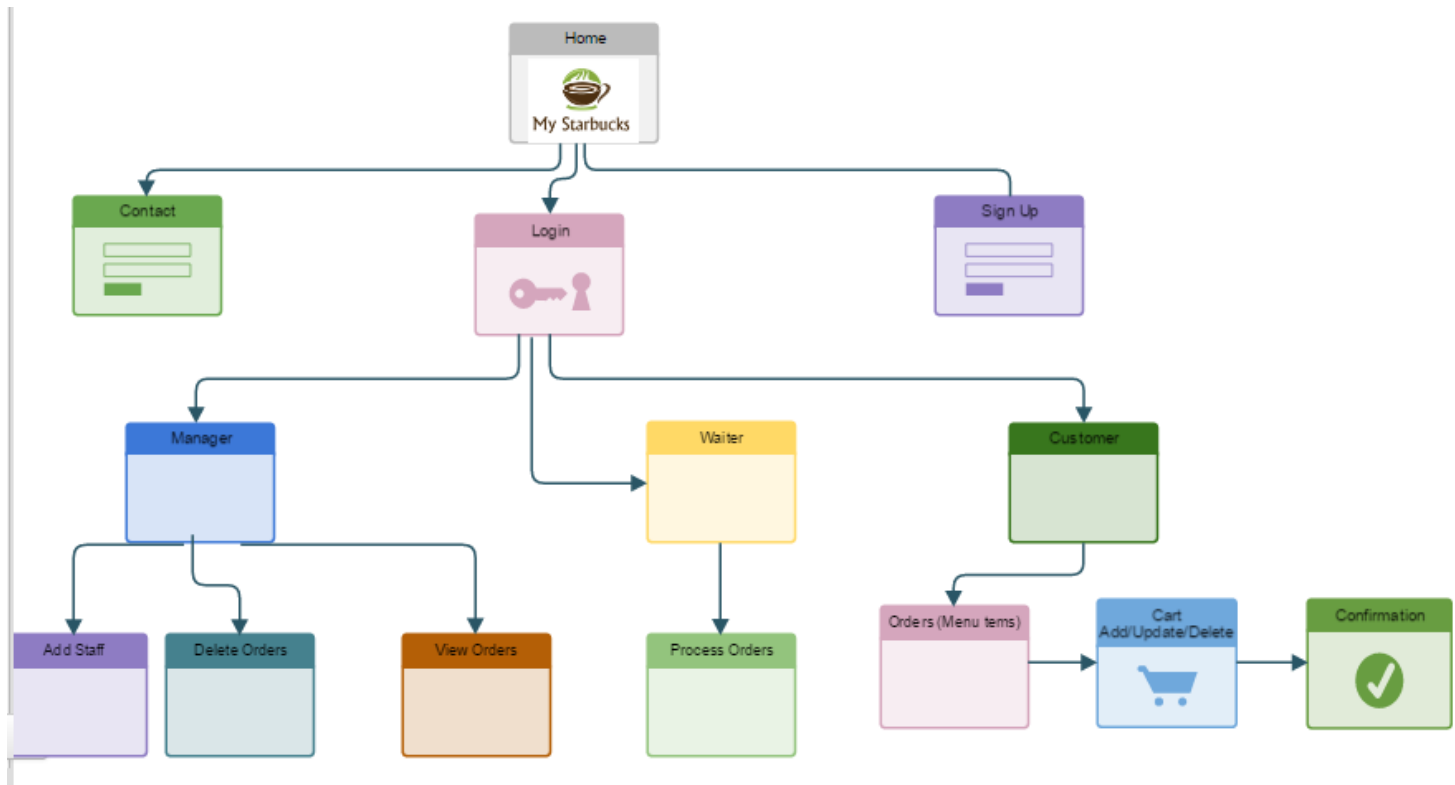 Home
My Starbucks
Contact
Login
Sign Up
Manager
Waiter
Customer
Add Staff
Delete Orders
View Orders
Process Orders
Orders (Menu tems)
Cart
Add/Update/Delete
Confirmation